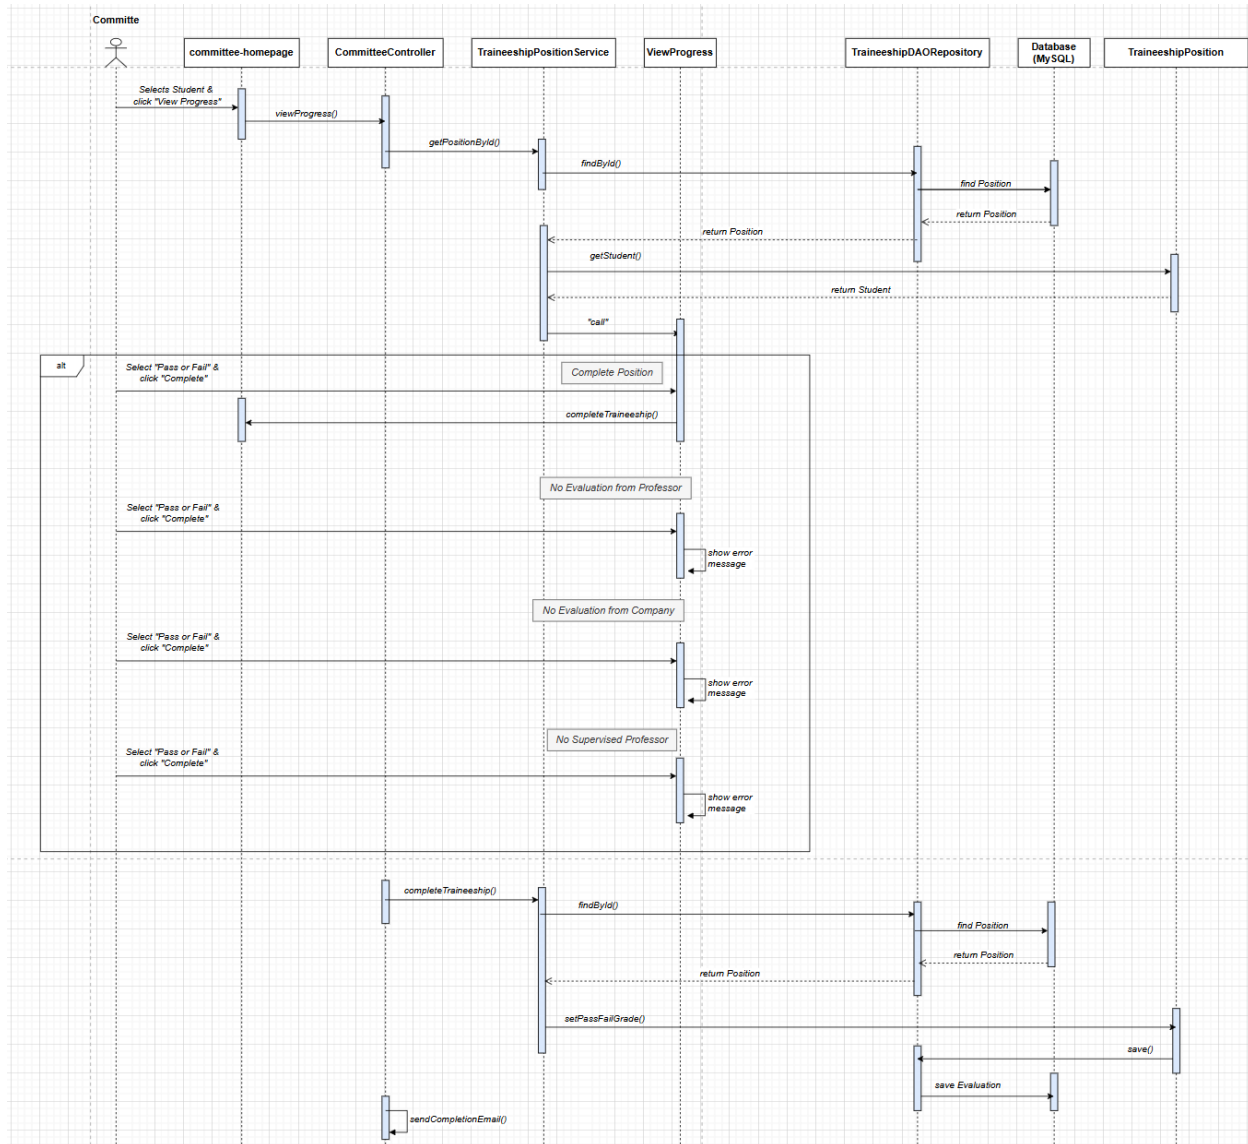 Committe
committee-homepage
CommitteeController
TraineeshipPositionService
ViewProgress
TraineeshipDAORepository
Database
(MySQL)
TraineeshipPosition
Selects Student &
click "View Progress"
viewProgress()
getPositionById()
findById()
find Position
return Position
return Position
getStudent()
return Student
"call"
alt
Select "Pass or Fail" &
click "Complete"
Complete Position
completeTraineeship()
No Evaluation from Professor
Select "Pass or Fail" &
click "Complete"
show error
message
No Evaluation from Company
Select "Pass or Fail" &
click "Complete"
show error
message
No Supervised Professor
Select "Pass or Fail" &
click "Complete"
show error
message
completeTraineeship()
findById()
find Position
return Position
return Position
setPassFailGrade()
save()
save Evaluation
sendCompletionEmail()